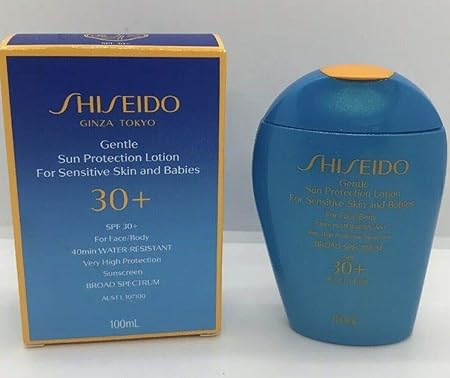 SHISEIDO
GINZA TOKYO
Gentle
Sun Protection Lotion
For Sensitive Skin and Babies
30+
SPF 30+
For Face/Body
40min WATER-RESISTANT
Very High Protection
Sunscreen
BROAD SPECTRUM
100mL
SHISEIDO
Gentle
Sun Protection Lotion
For Sensitive Skin and Babies
For Face/Body
BROAD SPECTRUM
SPF
30+